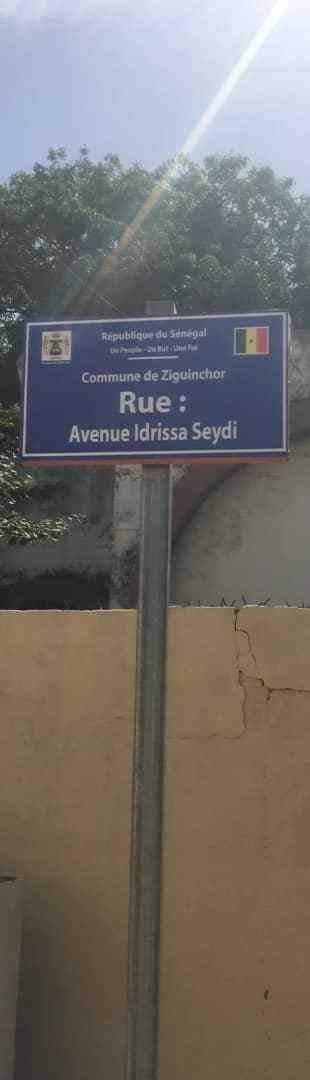 République du Sénégal
Un Peuple - Un But - Une Foi
Commune de Ziguinchor
Rue :
Avenue Idrissa Seydi